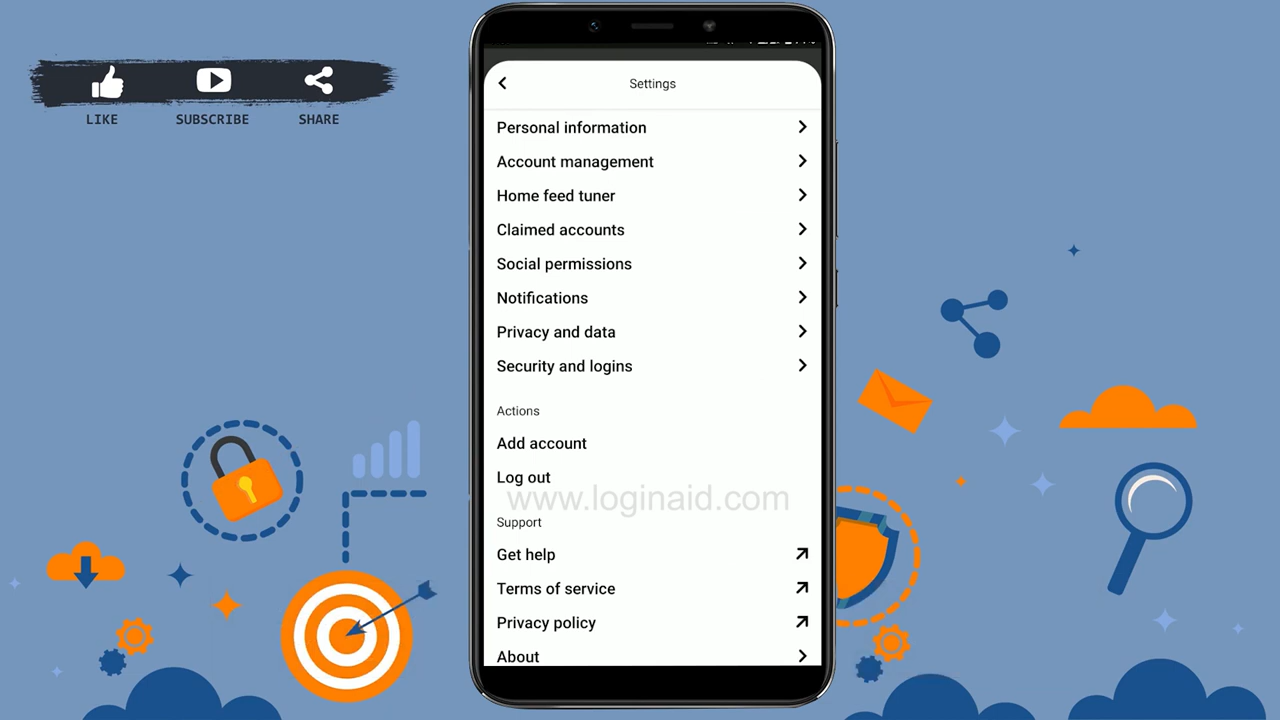 LIKE
SUBSCRIBE
SHARE
Settings
Personal information
Account management
Home feed tuner
Claimed accounts
Social permissions
Notifications
Privacy and data
Security and logins
Actions
Add account
Log out
www.loginaid.com
Support
Get help
Terms of service
Privacy policy
About